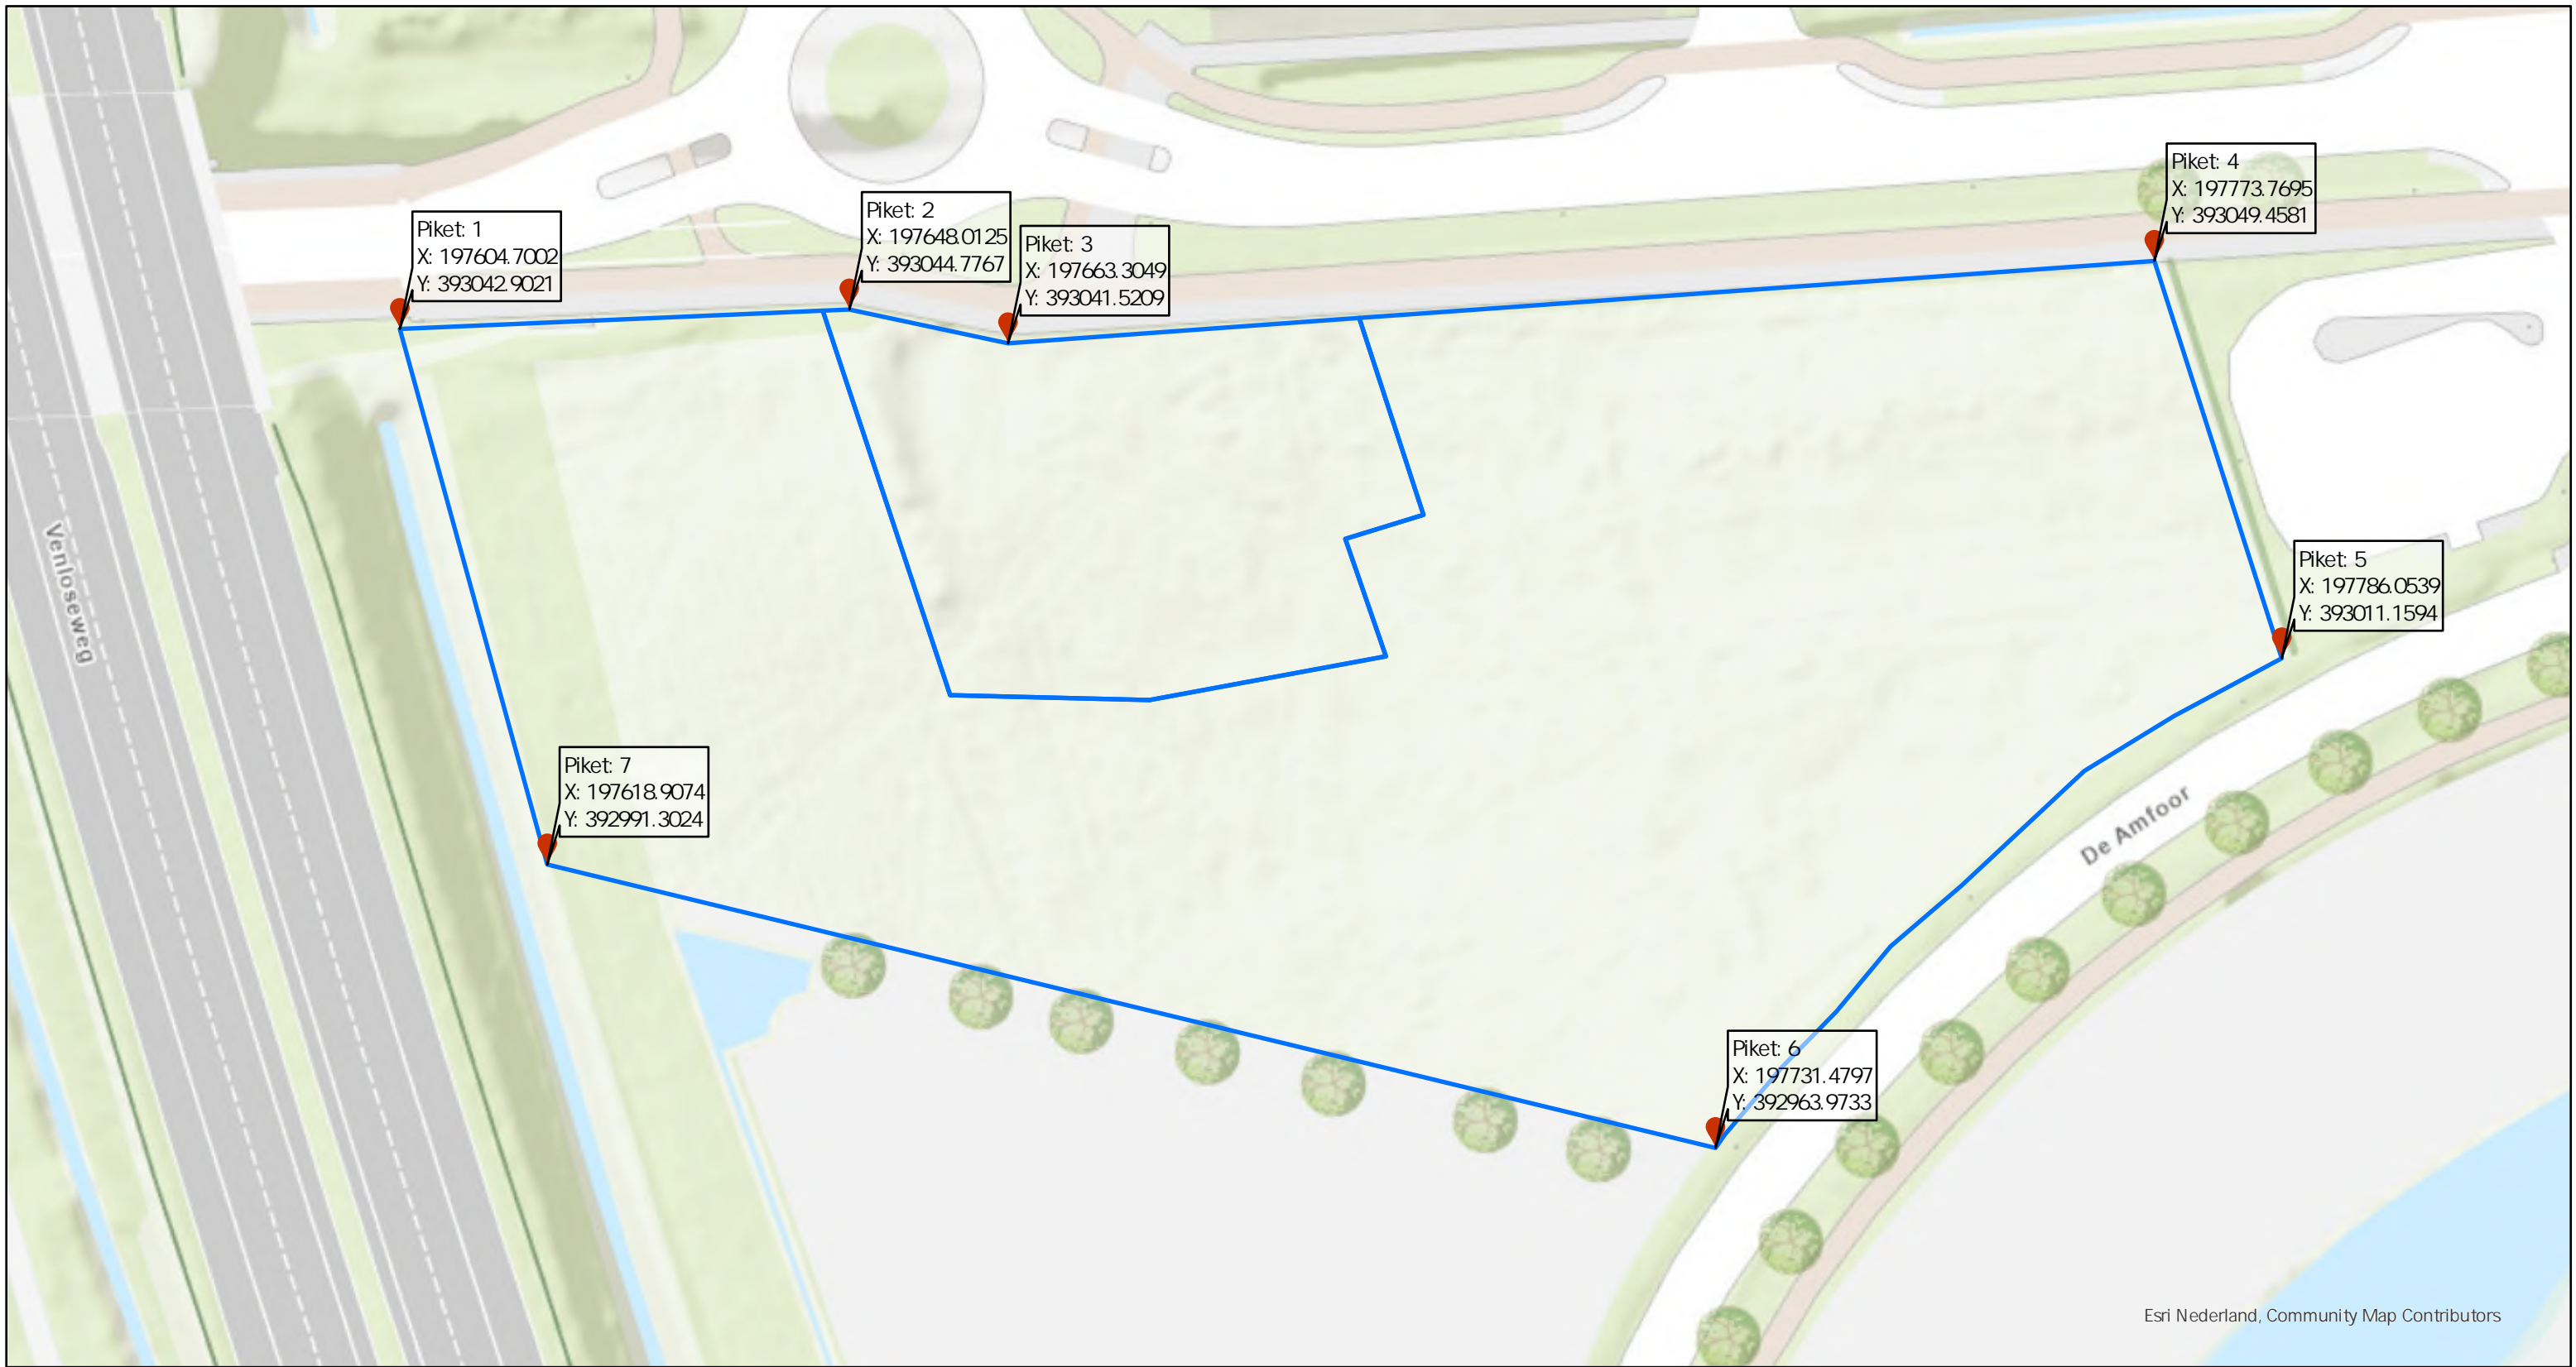 Piket: 1
X: 197604.7002
Y: 393042.9021
Piket: 2
X: 197648.0125
Y: 393044.7767
Piket: 3
X: 197663.3049
Y: 393041.5209
Piket: 4
X: 197773.7695
Y: 393049.4581
Piket: 5
X: 197786.0539
Y: 393011.1594
Piket: 6
X: 197731.4797
Y: 392963.9733
Piket: 7
X: 197618.9074
Y: 392991.3024
Venloseweg
De Amfoor
Esri Nederland, Community Map Contributors